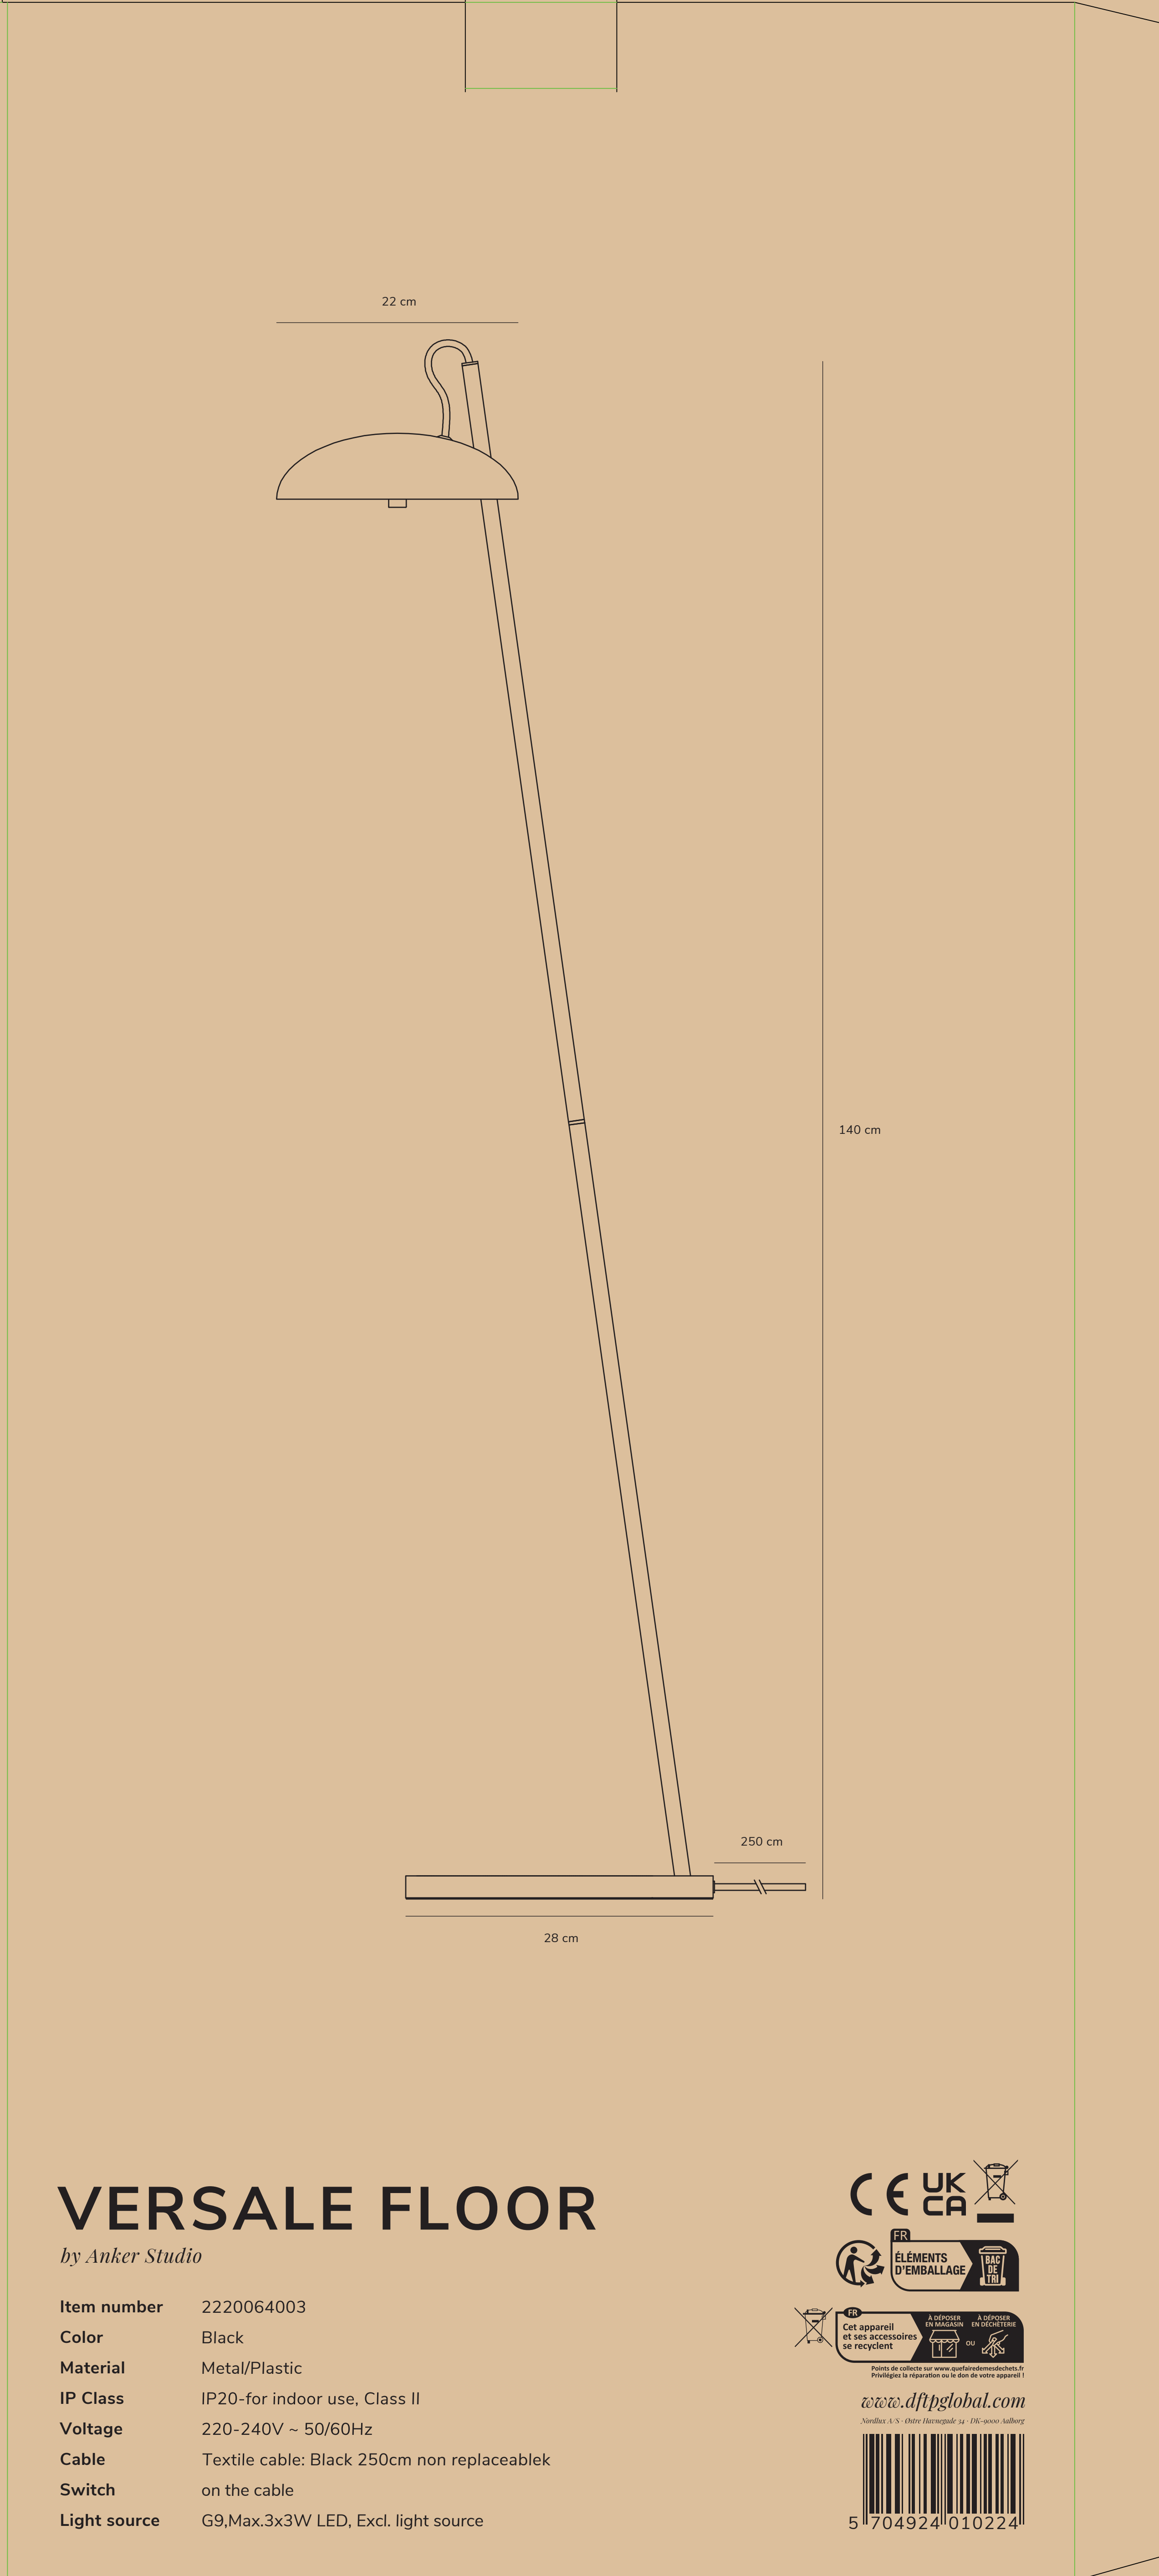 22 cm
140 cm
250 cm
28 cm
VERSALE FLOOR
by Anker Studio
Item number 2220064003
Color Black
Material Metal/Plastic
IP Class IP20-for indoor use, Class II
Voltage 220-240V ~ 50/60Hz
Cable Textile cable: Black 250cm non replaceablek
Switch on the cable
Light source G9,Max.3x3W LED, Excl. light source
CE UK
CA
FR
ÉLÉMENTS
D'EMBALLAGE
BAC
DE
TRI
FR
Cet appareil
et ses accessoires
se recyclent
À DÉPOSER
EN MAGASIN
OU
À DÉPOSER
EN DÉCHÈTERIE
Points de collecte sur www.quefairedemesdechets.fr
Privilégiez la réparation ou le don de votre appareil !
www.dftpglobal.com
Nordlux A/S · Østre Havnegade 34 · DK-9000 Aalborg
5 704924 010224